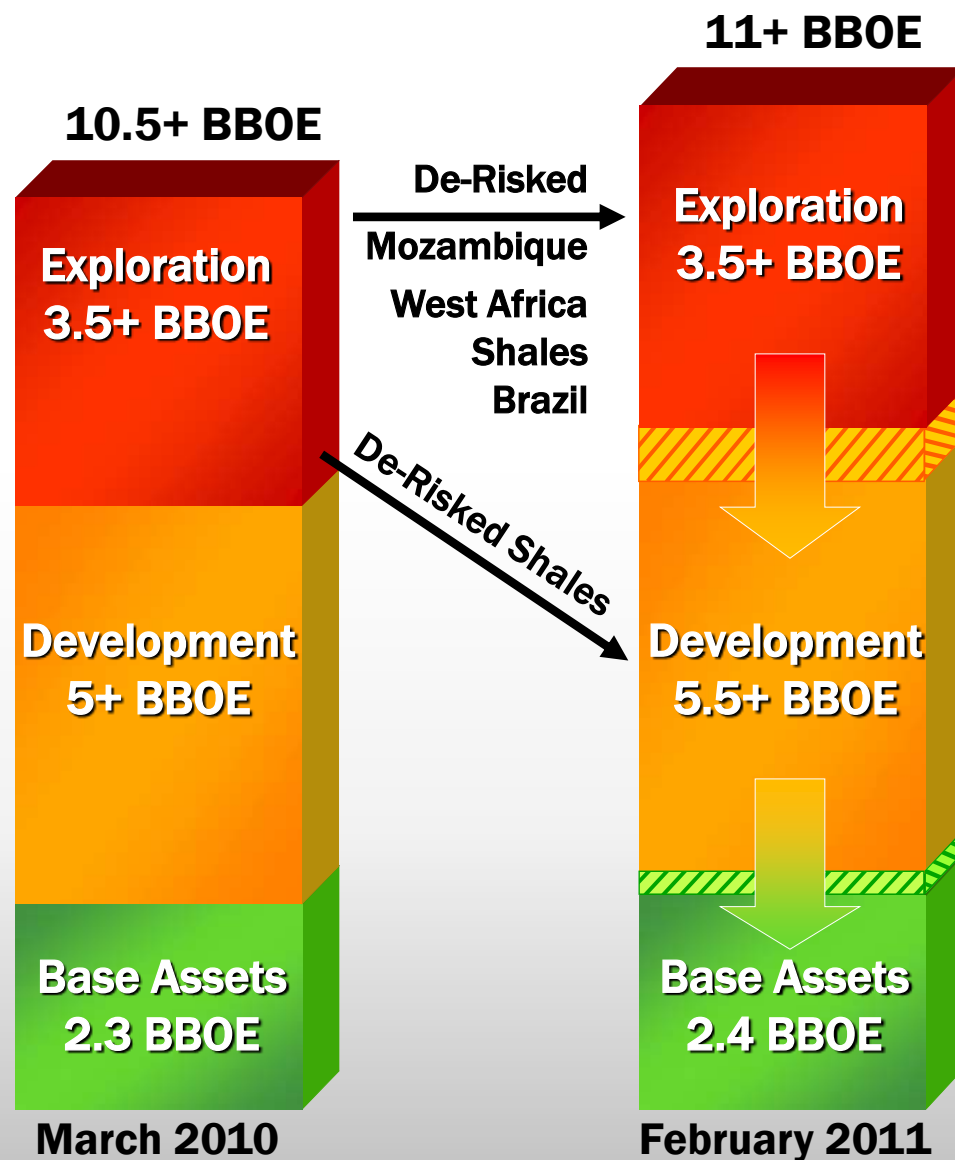 10.5+ BBOE
Exploration
3.5+ BBOE
Development
5+ BBOE
Base Assets
2.3 BBOE
March 2010
De-Risked
Mozambique
West Africa
Shales
Brazil
De-Risked Shales
11+ BBOE
Exploration
3.5+ BBOE
Development
5.5+ BBOE
Base Assets
2.4 BBOE
February 2011